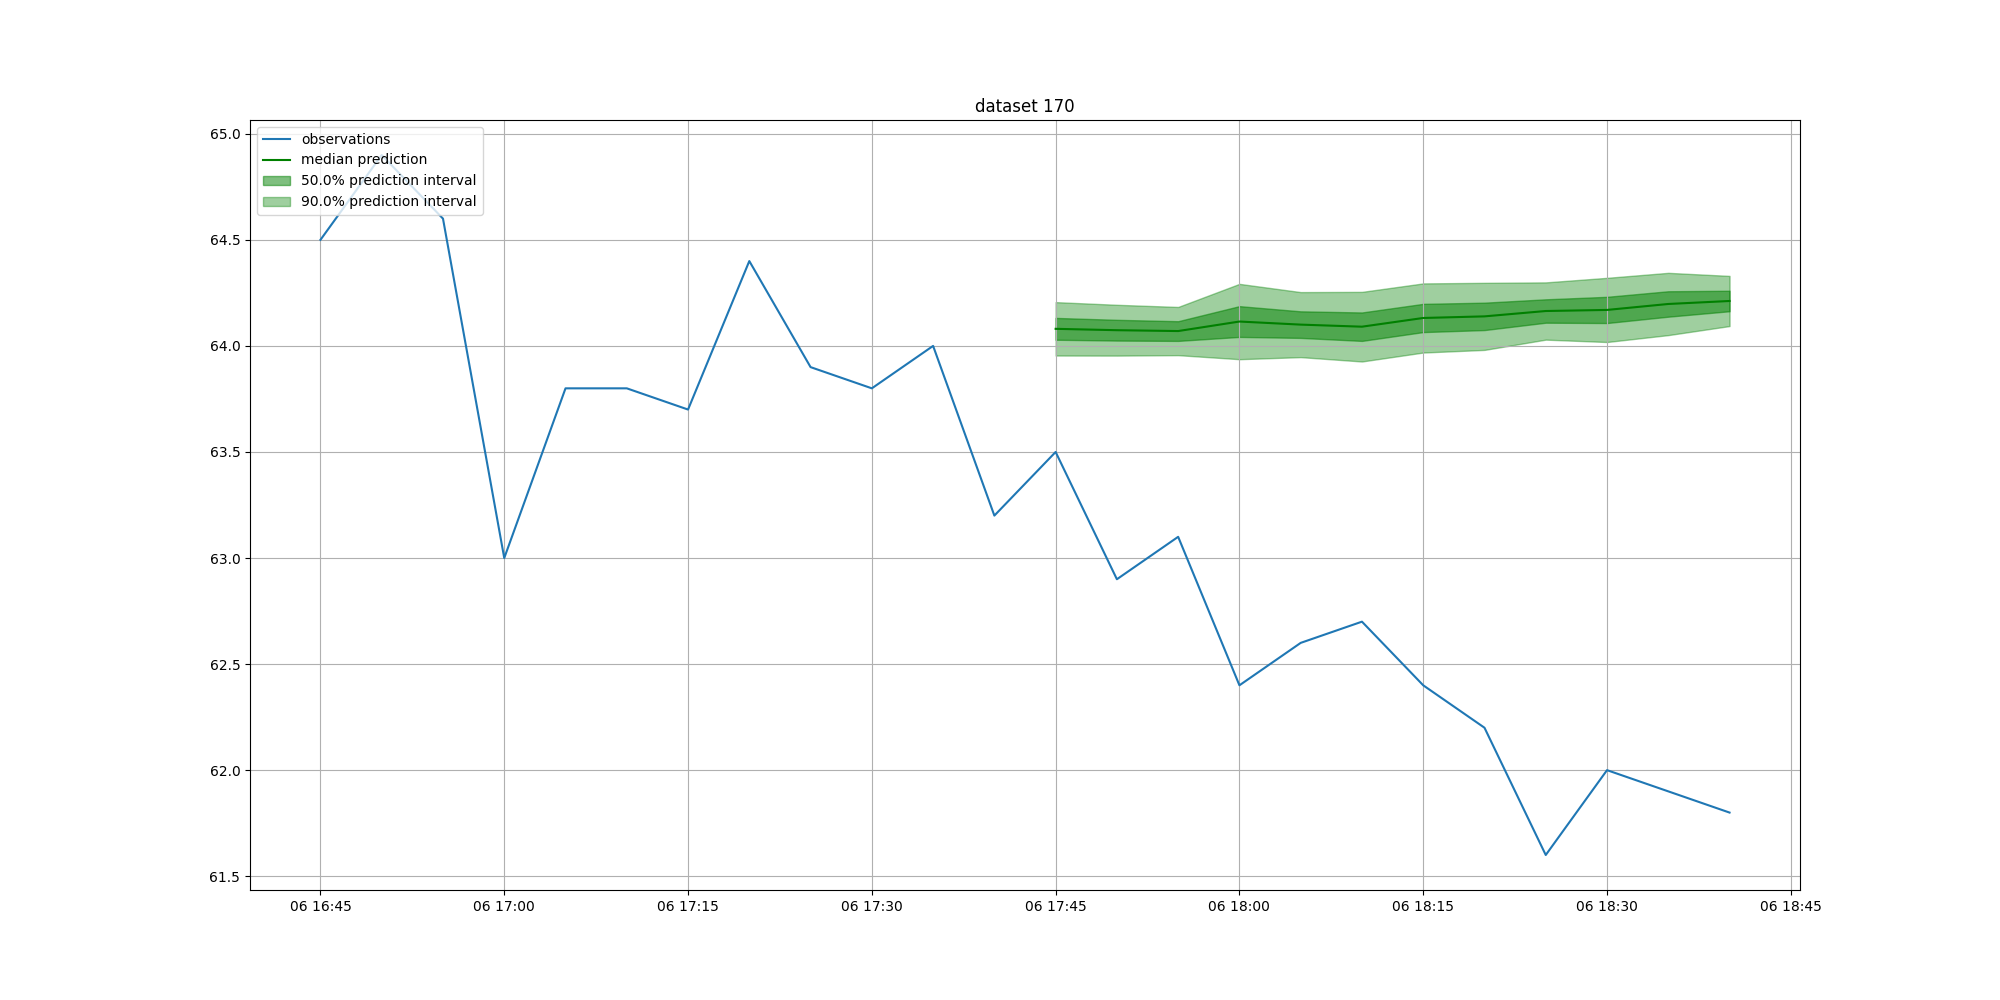 dataset 170
observations
median prediction
50.0% prediction interval
90.0% prediction interval
65.0
64.5
64.0
63.5
63.0
62.5
62.0
61.5
06 16:45 06 17:00 06 17:15 06 17:30 06 17:45 06 18:00 06 18:15 06 18:30 06 18:45